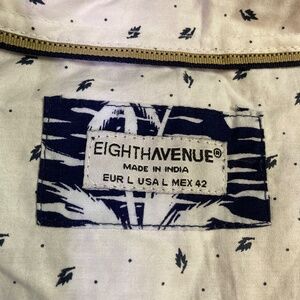 EIGHTHAVENUE®
MADE IN INDIA
EUR L USA L MEX 42